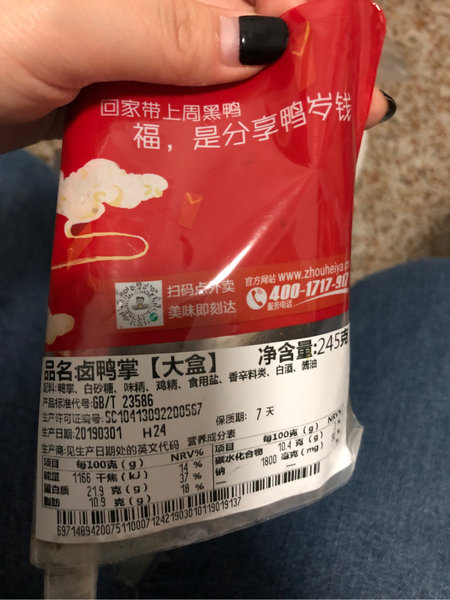 回家带上周黑鸭
福，是分享鸭岁钱
扫码点外卖
美味即刻达
官方网站 www.zhouheiya.cn
服务电话 400-1717-917
品名:卤鸭掌【大盒】 净含量:245克
配料:鸭掌、白砂糖、味精、鸡精、食用盐、香辛料类、白酒、酱油
产品标准代号:GB/T 23586
生产许可证编号:SC10413092200567 保质期: 7 天
生产日期:20190301 H24
生产商:见生产日期处的英文代码 营养成分表
项目 每100克(g) NRV% 项目 每100克(g) NRV%
能量 1166 千焦(kJ) 14 % 碳水化合物 10.4 克(g)
蛋白质 21.9 克(g) 37 % 钠 1800 毫克(mg)
脂肪 10.9 克(g) 18 %
697148942007511000712421903010119019137